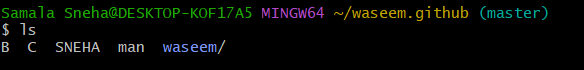 Samala Sneha@DESKTOP-KOF17A5 MINGW64 ~/waseem.github (master)
$ ls
B  C  SNEHA  man  waseem/